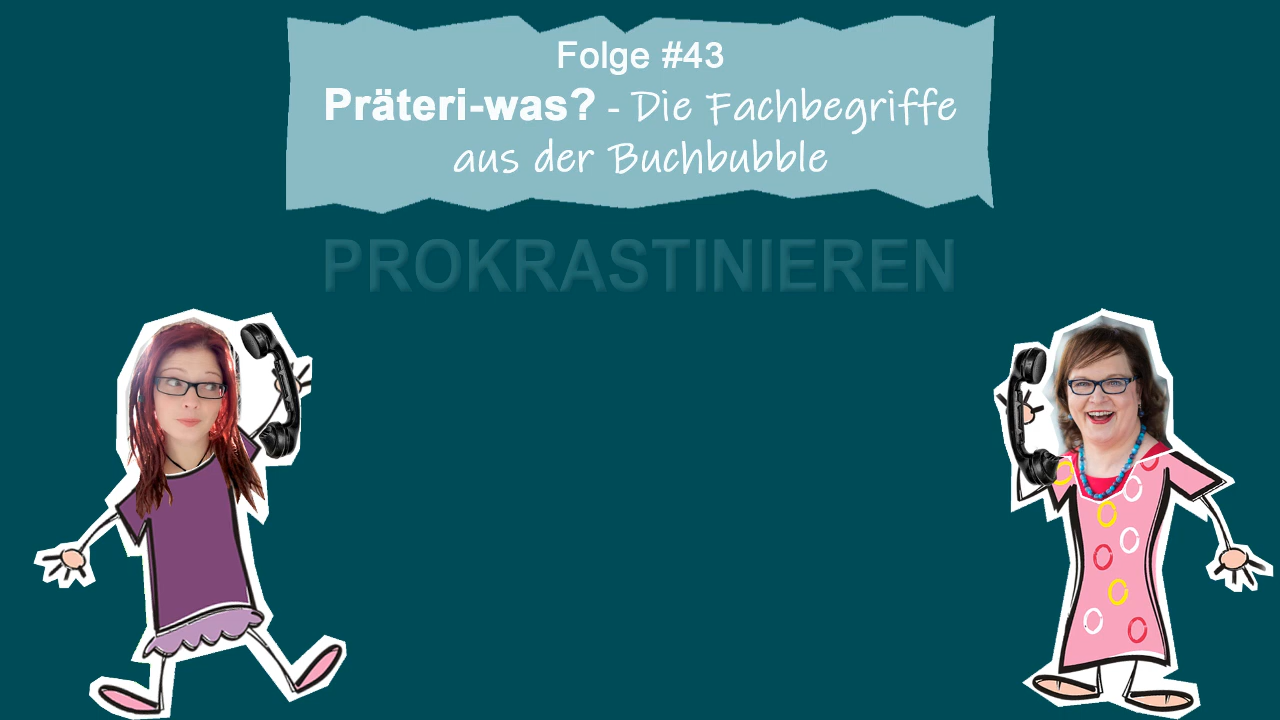 Folge #43
Präteri-was? - Die Fachbegriffe
aus der Buchbubble
PROKRASTINIEREN